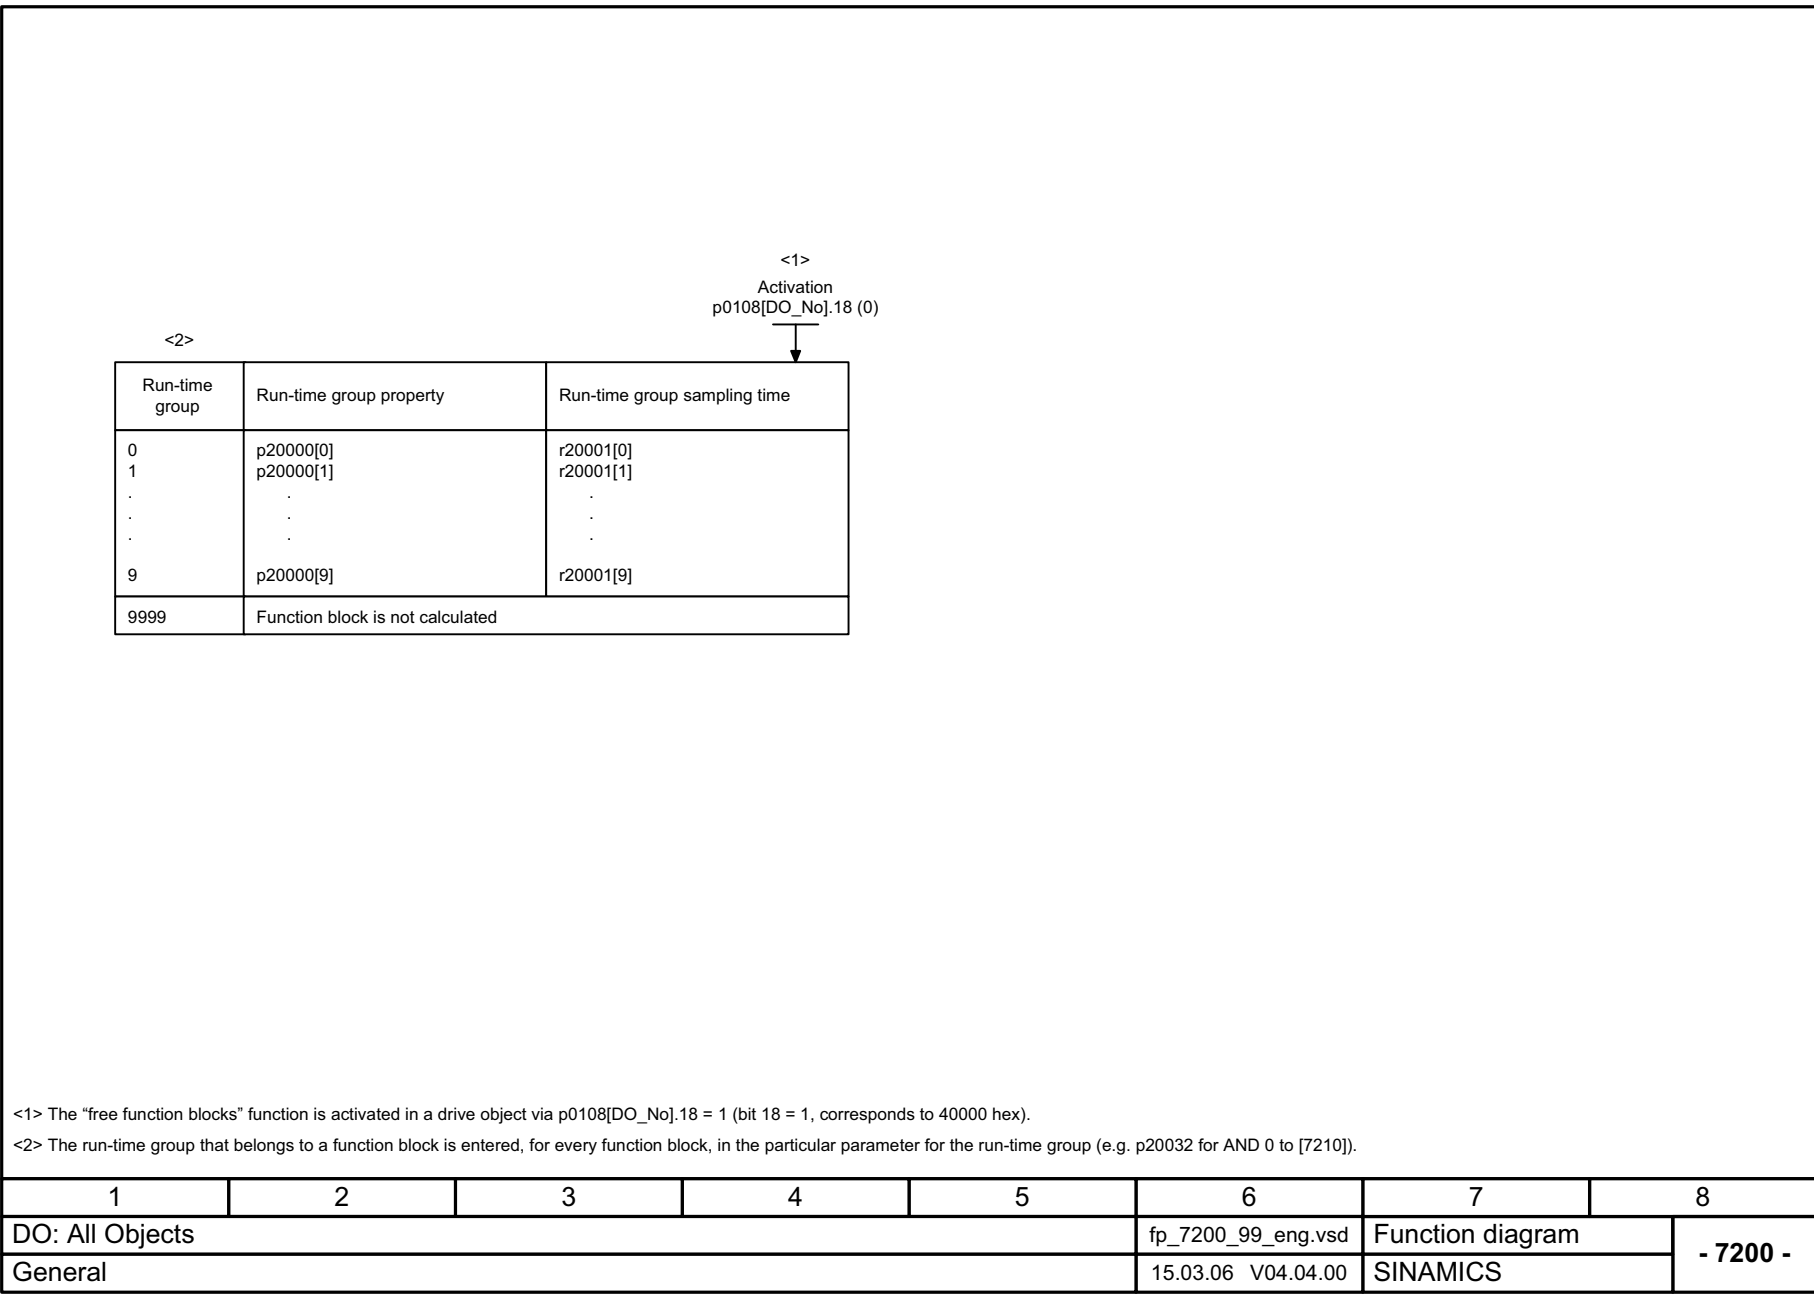 <1>
Activation
p0108[DO_No].18 (0)
<2>
Run-time group
Run-time group property
Run-time group sampling time
0 p20000[0] r20001[0]
1 p20000[1] r20001[1]
. . .
. . .
. . .
9 p20000[9] r20001[9]
9999 Function block is not calculated
<1> The “free function blocks” function is activated in a drive object via p0108[DO_No].18 = 1 (bit 18 = 1, corresponds to 40000 hex).
<2> The run-time group that belongs to a function block is entered, for every function block, in the particular parameter for the run-time group (e.g. p20032 for AND 0 to [7210]).
1 2 3 4 5 6 7 8
DO: All Objects fp_7200_99_eng.vsd Function diagram
- 7200 -
General 15.03.06 V04.04.00 SINAMICS